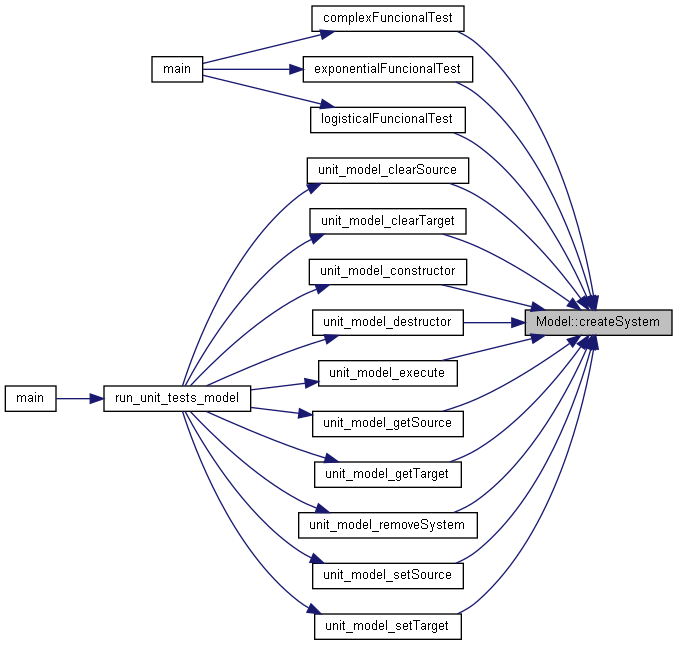 complexFuncionalTest
main
exponentialFuncionalTest
logisticalFuncionalTest
unit_model_clearSource
unit_model_clearTarget
unit_model_constructor
Model::createSystem
unit_model_destructor
unit_model_execute
main
run_unit_tests_model
unit_model_getSource
unit_model_getTarget
unit_model_removeSystem
unit_model_setSource
unit_model_setTarget